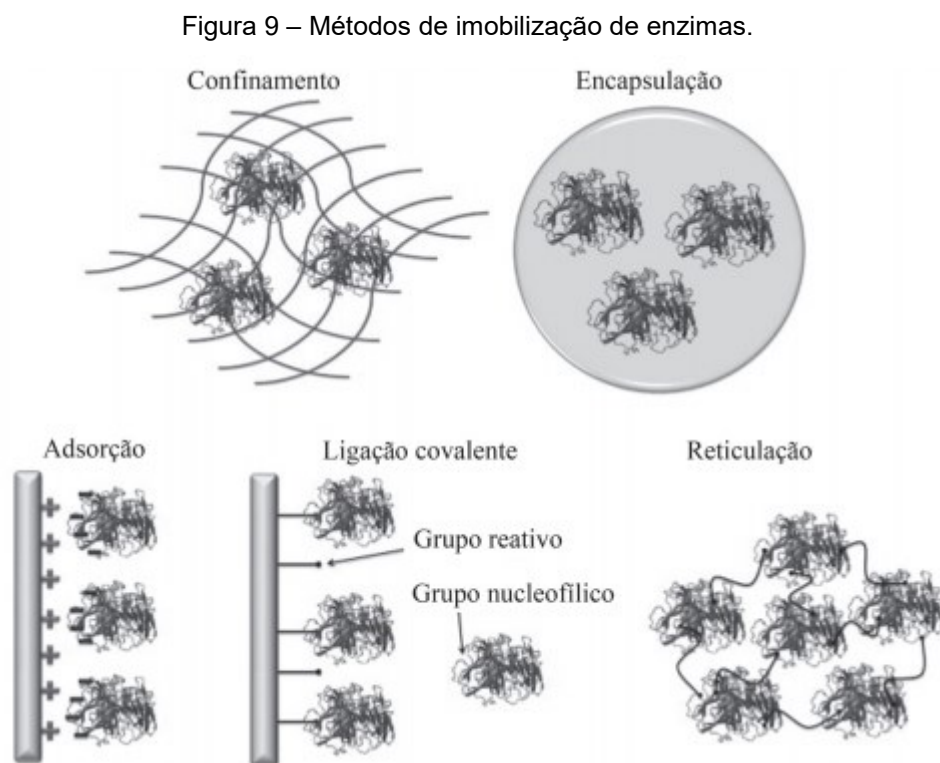 Figura 9 – Métodos de imobilização de enzimas.
Confinamento
Encapsulação
Adsorção
Ligação covalente
Reticulação
Grupo reativo
Grupo nucleofílico